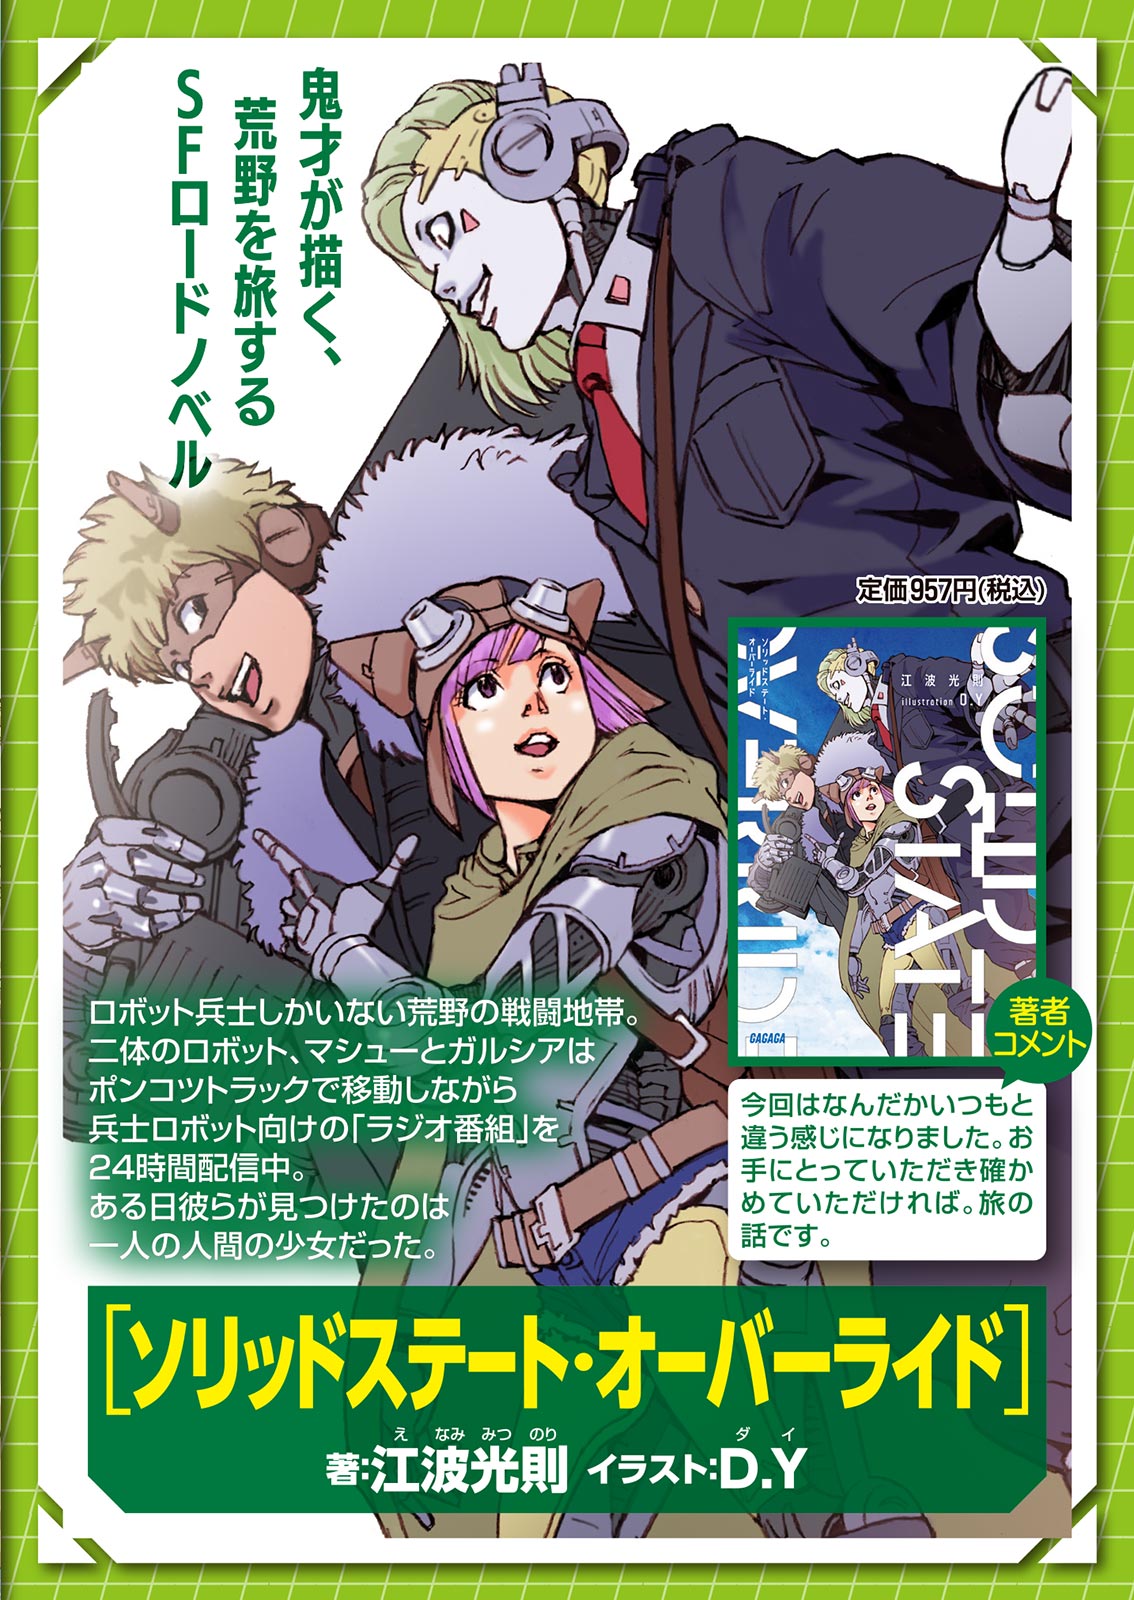 鬼才が描く、
荒野を旅する
SFロードノベル
定価957円(税込)
ソリッドステート・
オーバーライド
江波光則
illustration D.Y
SOLID
STATE
OVERRIDE
GAGAGA
著者
コメント
今回はなんだかいつもと
違う感じになりました。お
手にとっていただき確か
めていただければ。旅の
話です。
ロボット兵士しかいない荒野の戦闘地帯。
二体のロボット、マシューとガルシアは
ポンコツトラックで移動しながら
兵士ロボット向けの「ラジオ番組」を
24時間配信中。
ある日彼らが見つけたのは
一人の人間の少女だった。
[ソリッドステート・オーバーライド]
え なみ みつ のり ダイ
著:江波光則 イラスト:D.Y